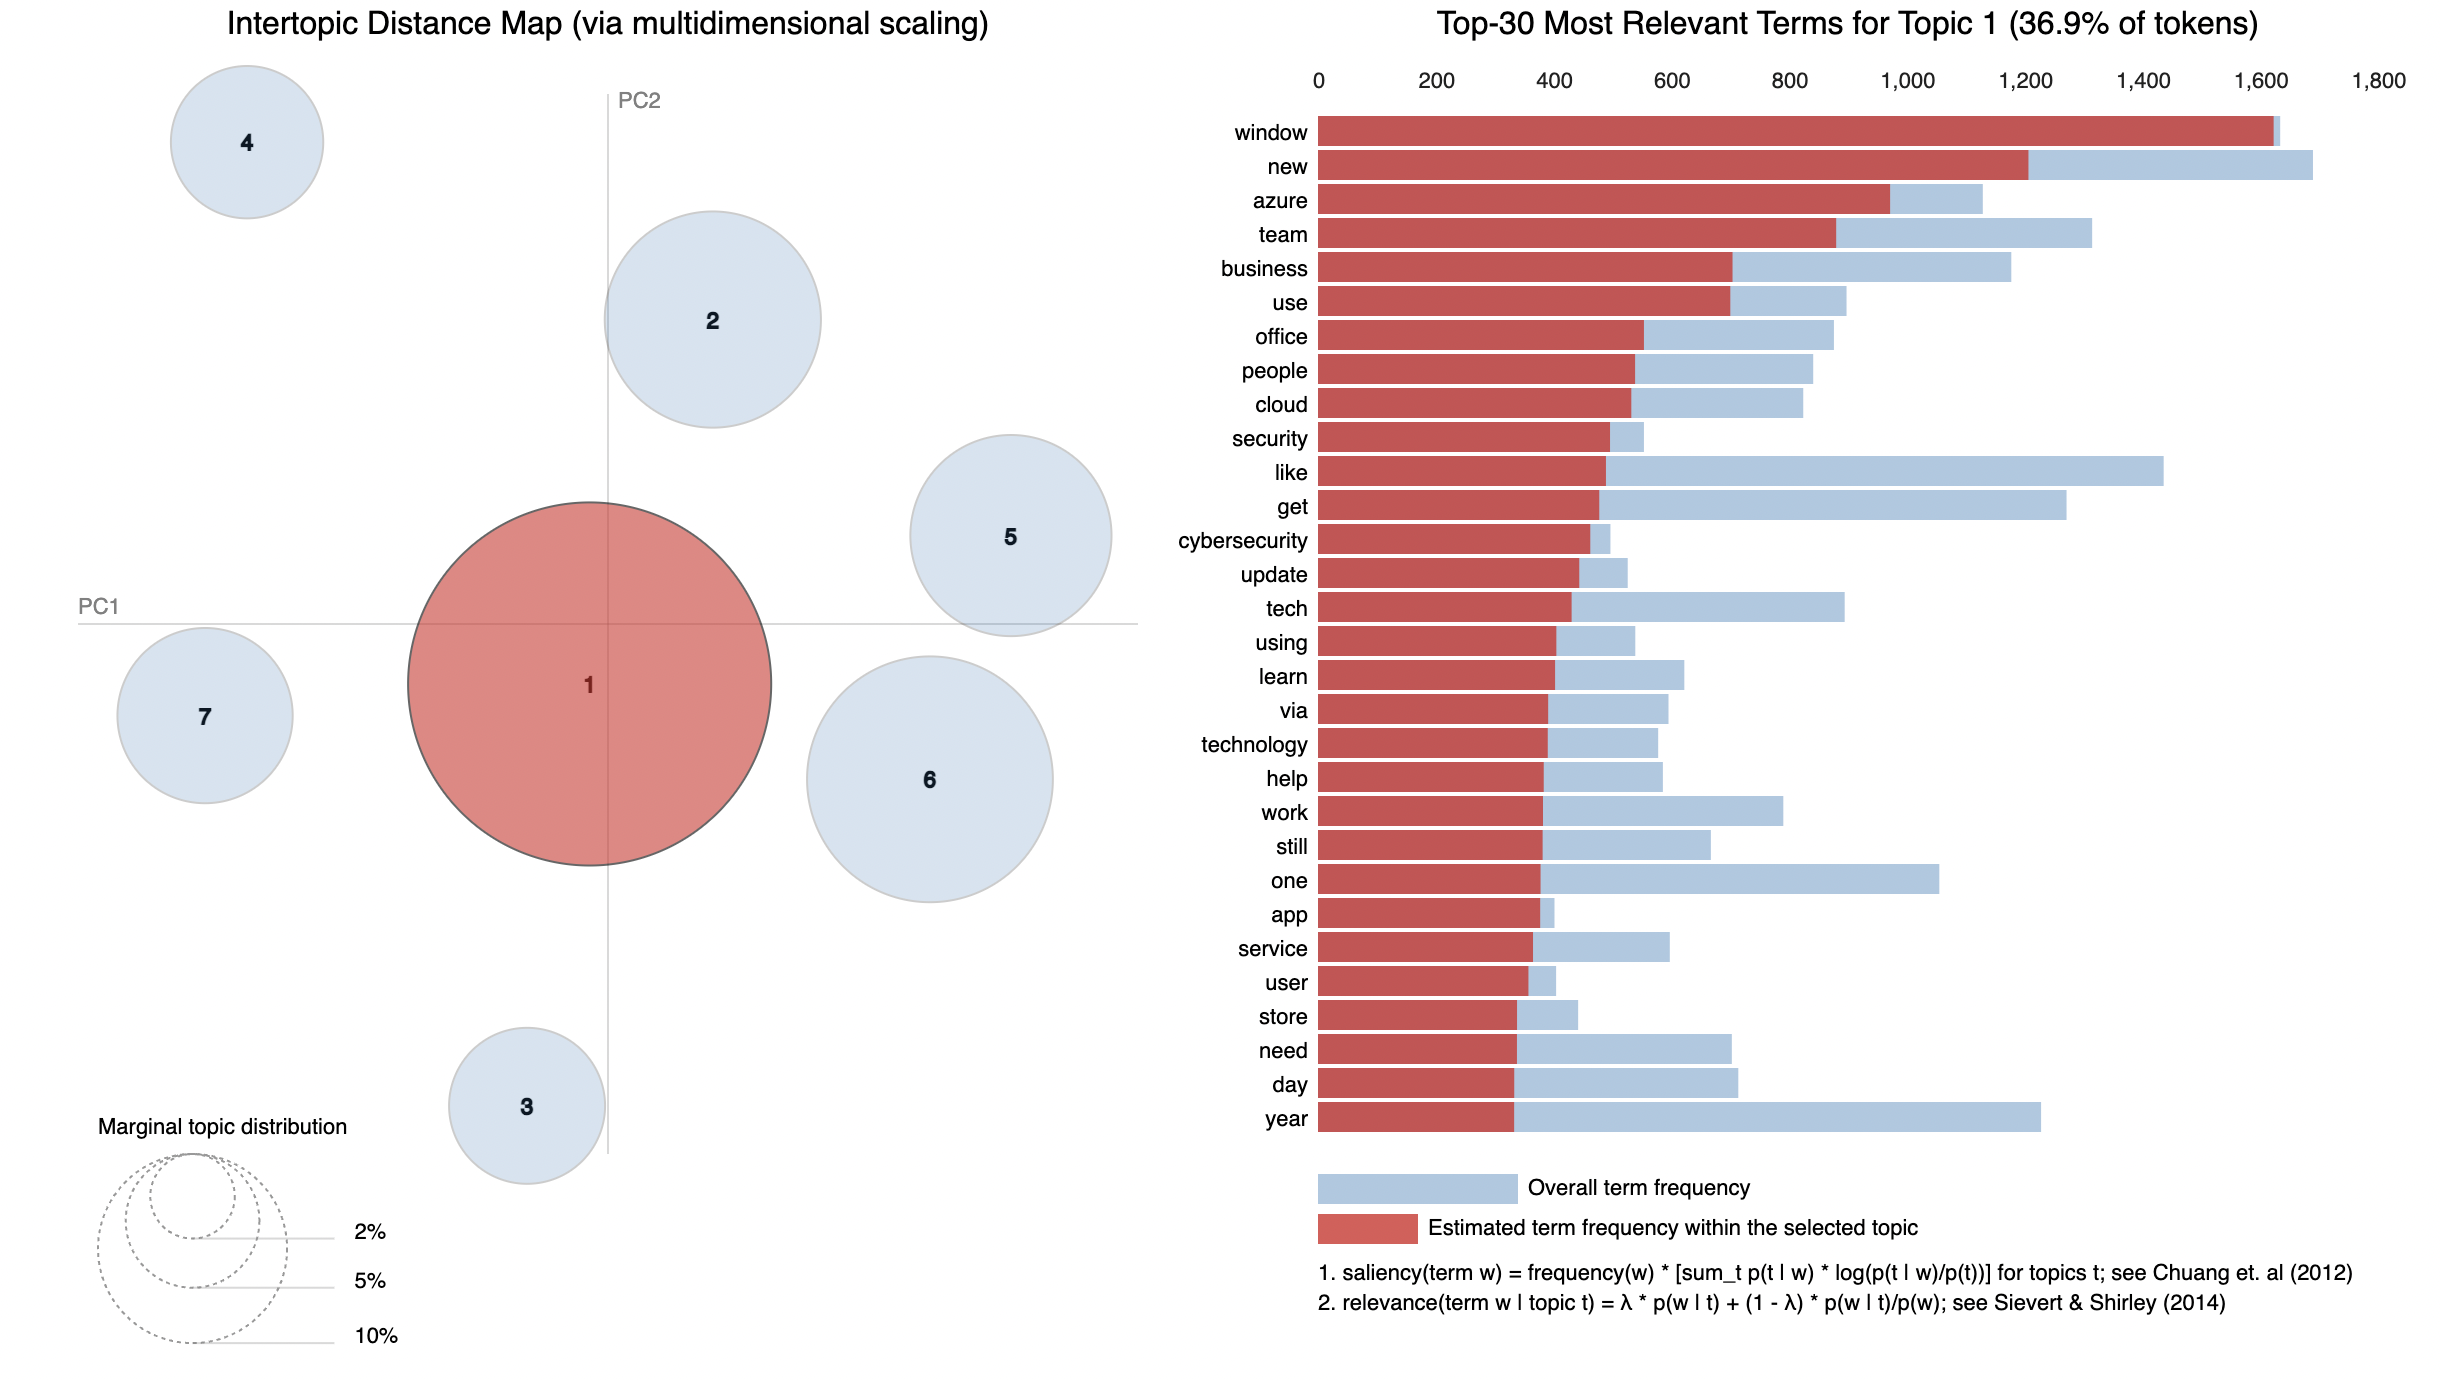 Intertopic Distance Map (via multidimensional scaling)
PC2
4
2
5
PC1
1
7
6
3
Marginal topic distribution
2%
5%
10%
Top-30 Most Relevant Terms for Topic 1 (36.9% of tokens)
0 200 400 600 800 1,000 1,200 1,400 1,600 1,800
window
new
azure
team
business
use
office
people
cloud
security
like
get
cybersecurity
update
tech
using
learn
via
technology
help
work
still
one
app
service
user
store
need
day
year
Overall term frequency
Estimated term frequency within the selected topic
1. saliency(term w) = frequency(w) * [sum_t p(t | w) * log(p(t | w)/p(t))] for topics t; see Chuang et. al (2012)
2. relevance(term w | topic t) = λ * p(w | t) + (1 - λ) * p(w | t)/p(w); see Sievert & Shirley (2014)